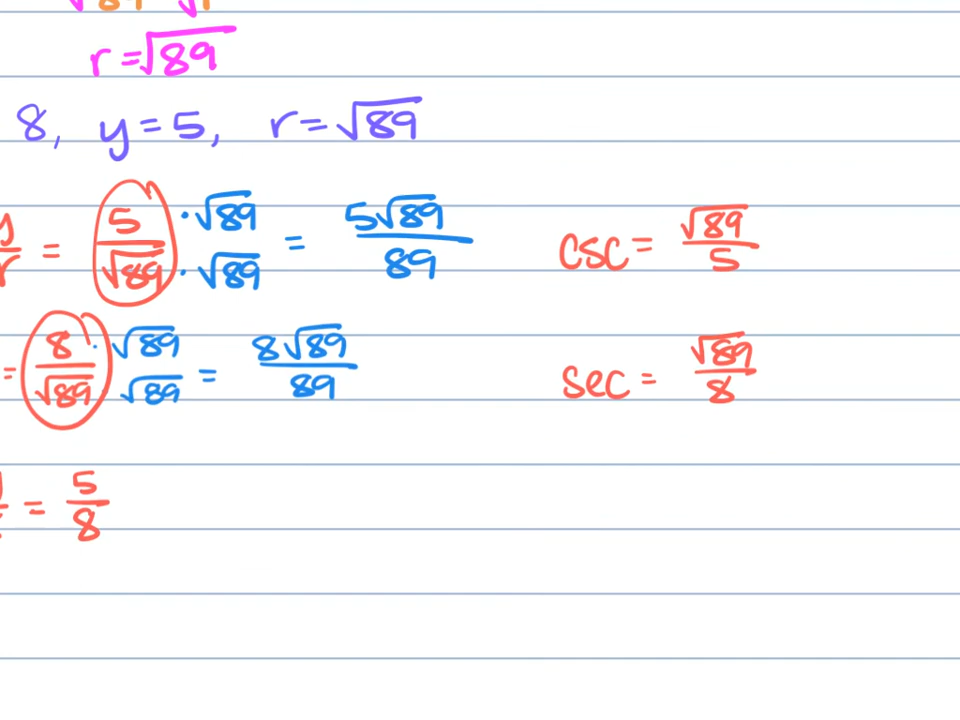 r = √89
8, y = 5, r = √89
= 5/√89 · √89/√89 = 5√89/89 csc = √89/5
= 8/√89 · √89/√89 = 8√89/89 sec = √89/8
= 5/8